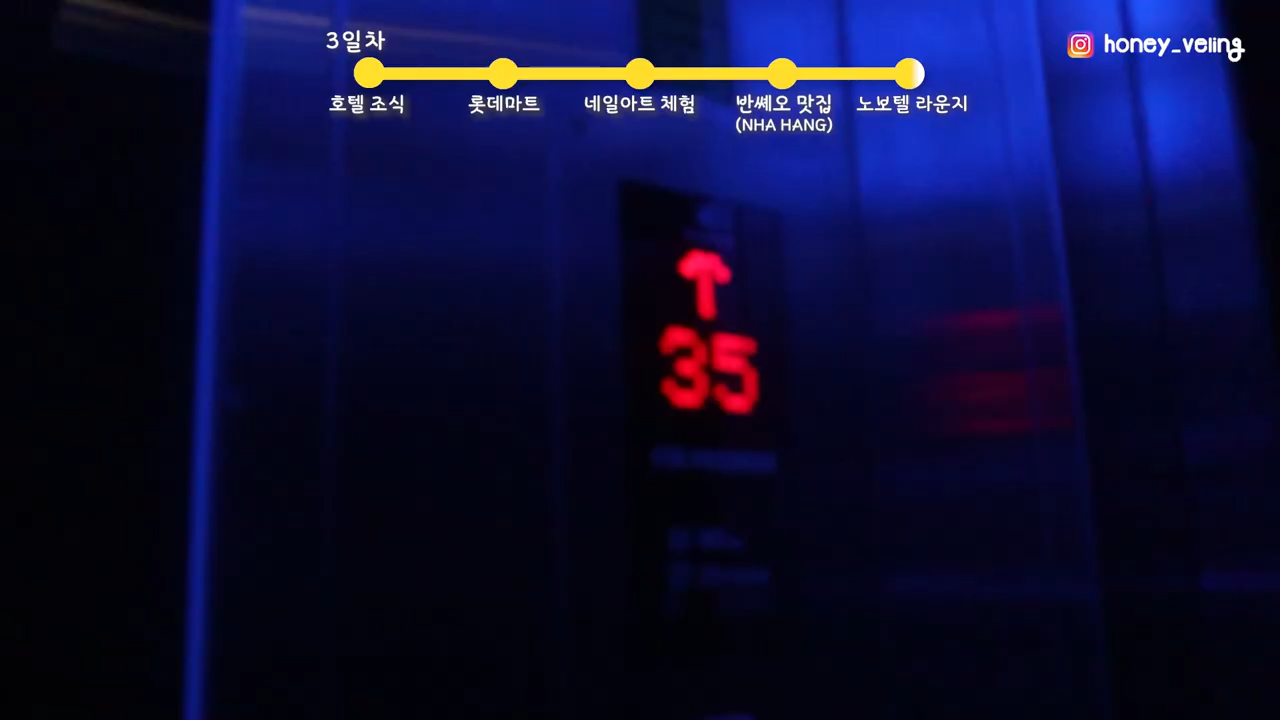 3일차
honey_veling
호텔 조식
롯데마트
네일아트 체험
반쎄오 맛집
(NHA HANG)
노보텔 라운지
↑
35